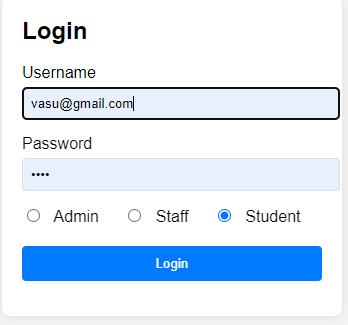 Login
Username
vasu@gmail.com
Password
••••
Admin Staff Student
Login